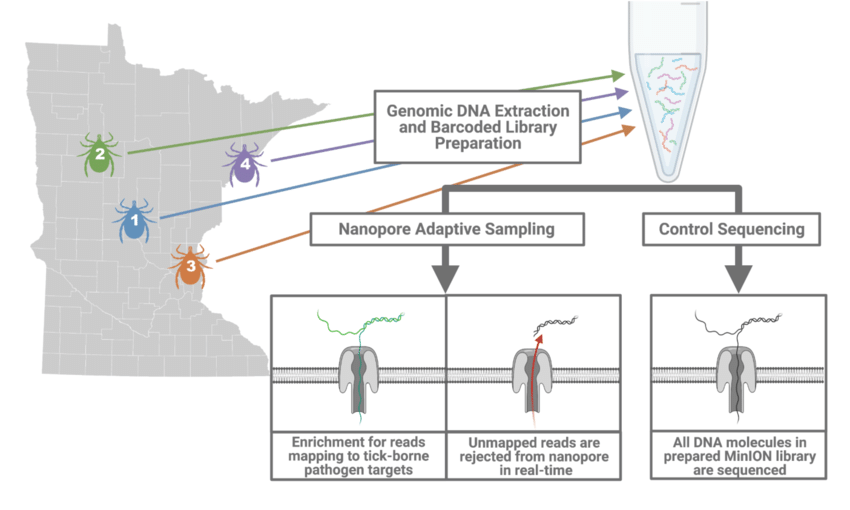 Genomic DNA Extraction
and Barcoded Library
Preparation
2
4
1
3
Nanopore Adaptive Sampling
Control Sequencing
Enrichment for reads
mapping to tick-borne
pathogen targets
Unmapped reads are
rejected from nanopore
in real-time
All DNA molecules in
prepared MinION library
are sequenced